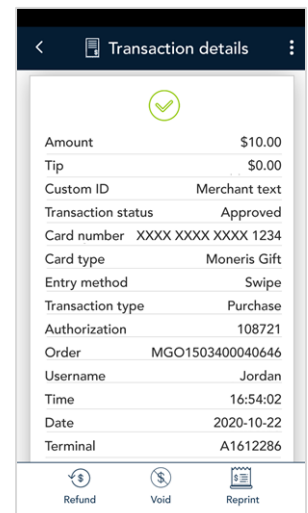 Transaction details
Amount $10.00
Tip $0.00
Custom ID Merchant text
Transaction status Approved
Card number XXXX XXXX XXXX 1234
Card type Moneris Gift
Entry method Swipe
Transaction type Purchase
Authorization 108721
Order MGO1503400040646
Username Jordan
Time 16:54:02
Date 2020-10-22
Terminal A1612286
Refund Void Reprint